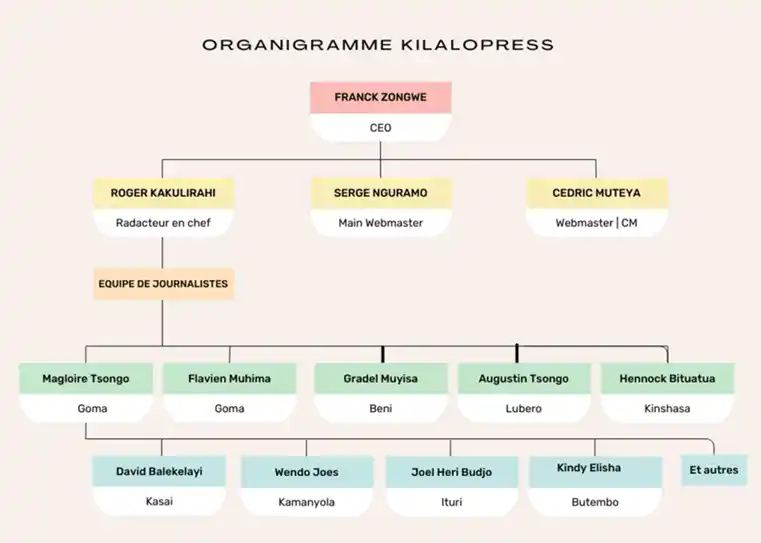 ORGANIGRAMME KILALOPRESS
FRANCK ZONGWE
CEO
ROGER KAKULIRAHI
Radacteur en chef
SERGE NGURAMO
Main Webmaster
CEDRIC MUTEYA
Webmaster | CM
EQUIPE DE JOURNALISTES
Magloire Tsongo
Goma
Flavien Muhima
Goma
Gradel Muyisa
Beni
Augustin Tsongo
Lubero
Hennock Bituatua
Kinshasa
David Balekelayi
Kasai
Wendo Joes
Kamanyola
Joel Heri Budjo
Ituri
Kindy Elisha
Butembo
Et autres